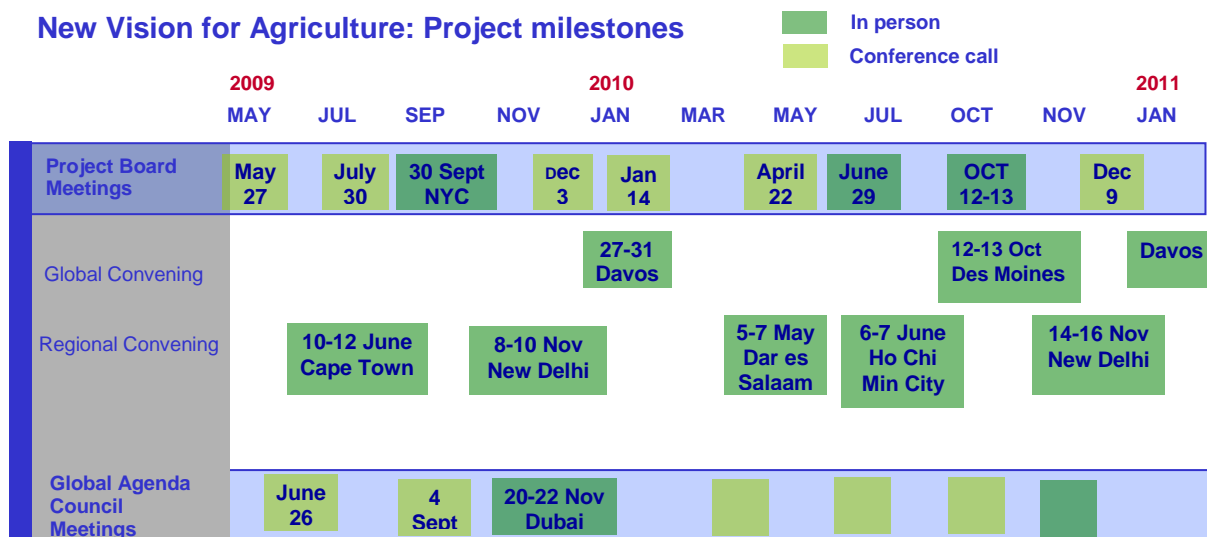 New Vision for Agriculture: Project milestones
In person
Conference call
2009 2010 2011
MAY JUL SEP NOV JAN MAR MAY JUL OCT NOV JAN
Project Board
Meetings
May
27
July
30
30 Sept
NYC
Dec
3
Jan
14
April
22
June
29
OCT
12-13
Dec
9
Global Convening
27-31
Davos
12-13 Oct
Des Moines
Davos
Regional Convening
10-12 June
Cape Town
8-10 Nov
New Delhi
5-7 May
Dar es
Salaam
6-7 June
Ho Chi
Min City
14-16 Nov
New Delhi
Global Agenda
Council
Meetings
June
26
4
Sept
20-22 Nov
Dubai